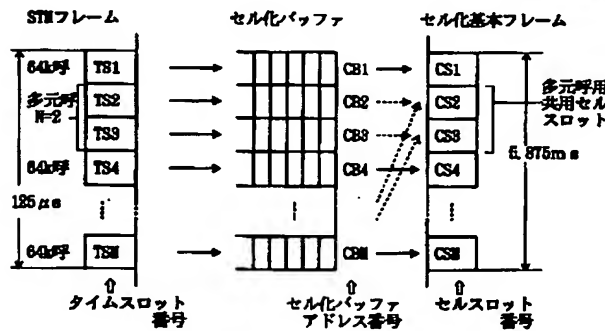 STMフレーム
セル化バッファ
セル化基本フレーム
64k呼
TS1
CB1
CS1
多元呼
N=2
TS2
CB2
CS2
多元呼用
共用セル
スロット
TS3
CB3
CS3
64k呼
TS4
CB4
CS4
125μs
5.875ms
64k呼
TSM
CBM
CSM
タイムスロット
番号
セル化バッファ
アドレス番号
セルスロット
番号